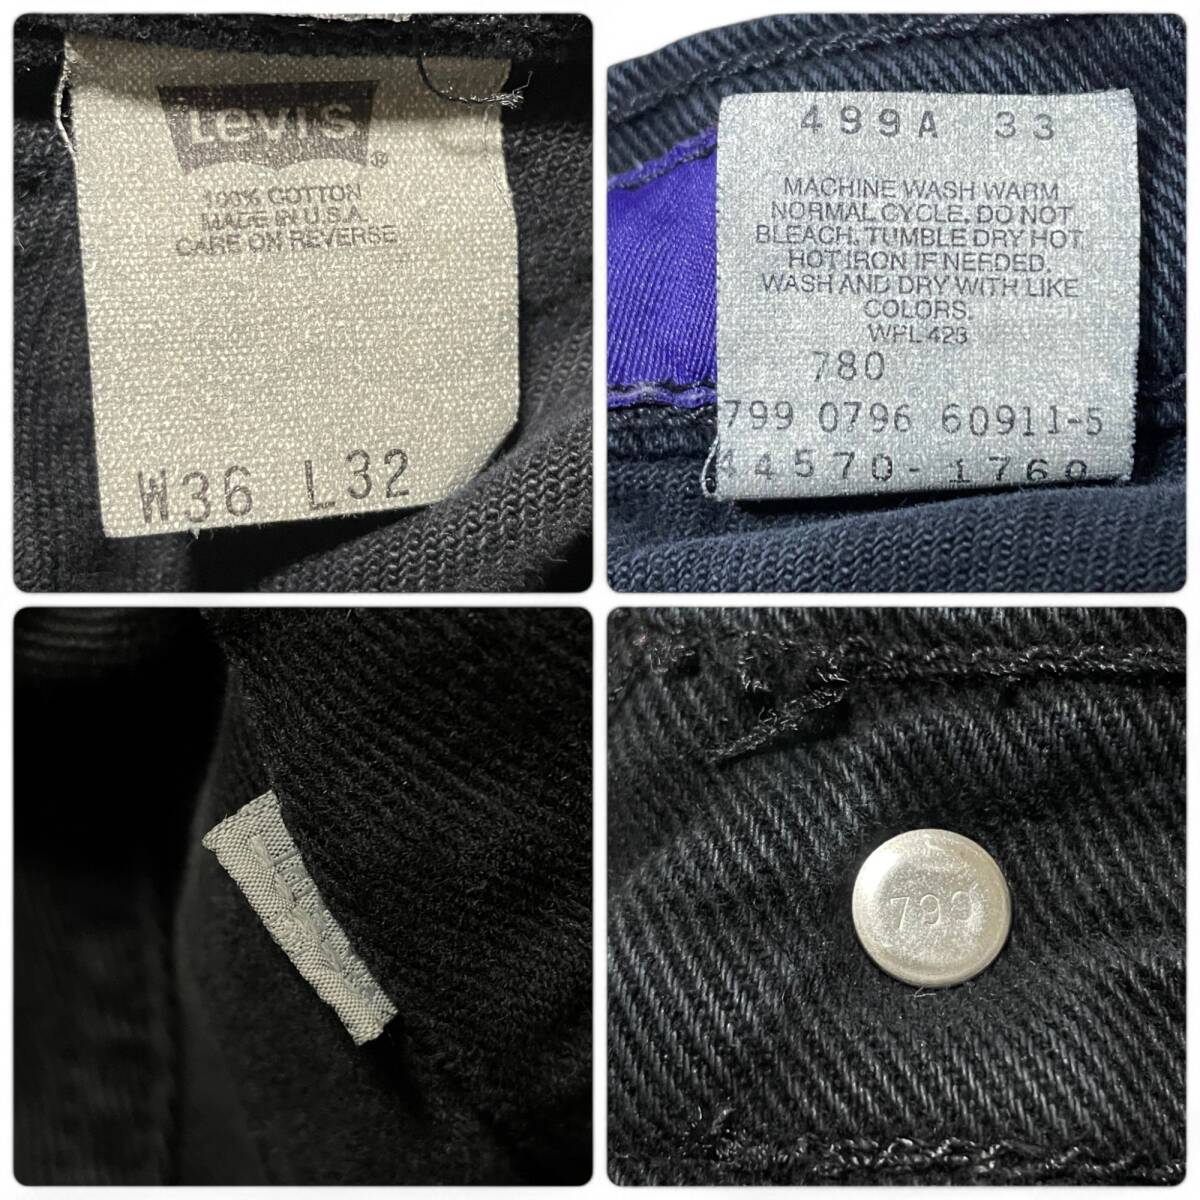 Levi's ®
100% COTTON
MADE IN U.S.A.
CARE ON REVERSE
W36 L32
499A 33
MACHINE WASH WARM
NORMAL CYCLE. DO NOT
BLEACH. TUMBLE DRY HOT
HOT IRON IF NEEDED.
WASH AND DRY WITH LIKE
COLORS.
WPL 423
780
799 0796 60911-5
44570-1760
799